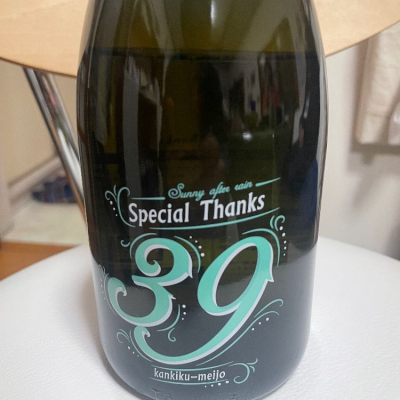 Sunny after rain
Special Thanks
39
kankiku-meijo